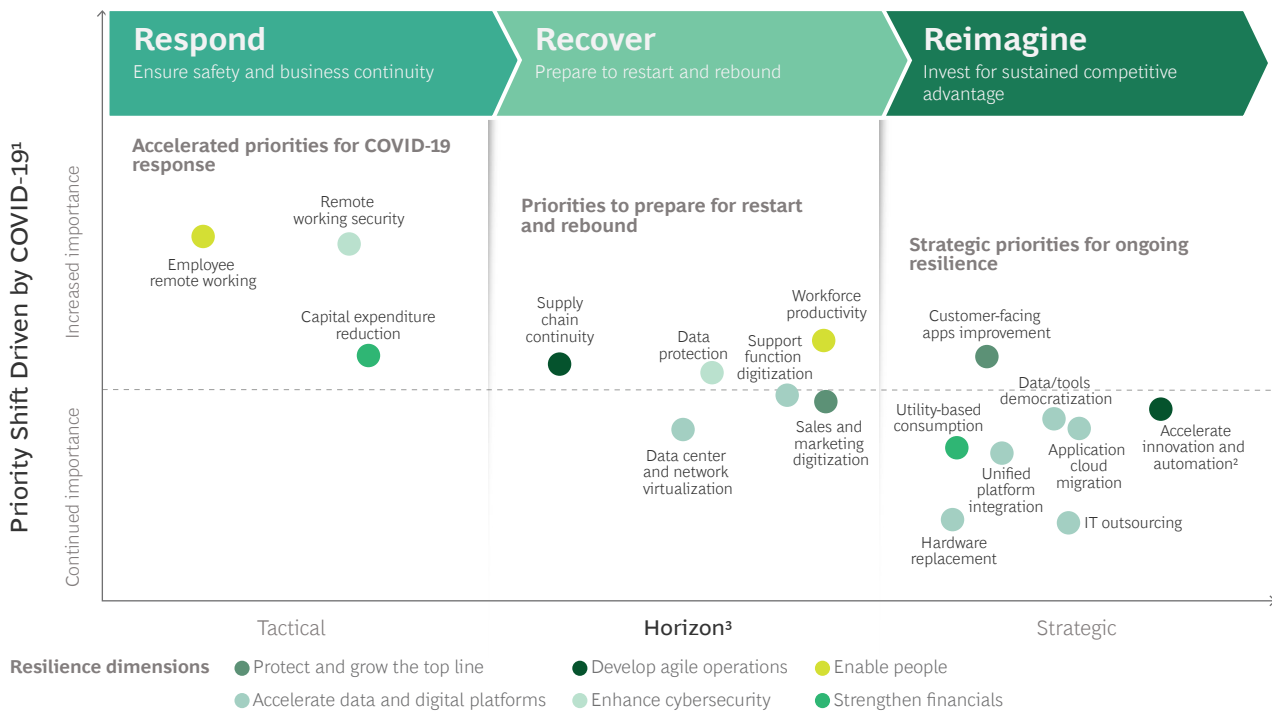 Respond
Ensure safety and business continuity
Recover
Prepare to restart and rebound
Reimagine
Invest for sustained competitive
advantage
Priority Shift Driven by COVID-19¹
Increased importance
Continued importance
Accelerated priorities for COVID-19
response
Remote
working security
Employee
remote working
Capital expenditure
reduction
Priorities to prepare for restart
and rebound
Supply
chain
continuity
Data
protection
Support
function
digitization
Workforce
productivity
Sales and
marketing
digitization
Data center
and network
virtualization
Strategic priorities for ongoing
resilience
Customer-facing
apps improvement
Data/tools
democratization
Utility-based
consumption
Unified
platform
integration
Application
cloud
migration
Accelerate
innovation and
automation²
Hardware
replacement
IT outsourcing
Tactical
Horizon³
Strategic
Resilience dimensions
Protect and grow the top line
Develop agile operations
Enable people
Accelerate data and digital platforms
Enhance cybersecurity
Strengthen financials